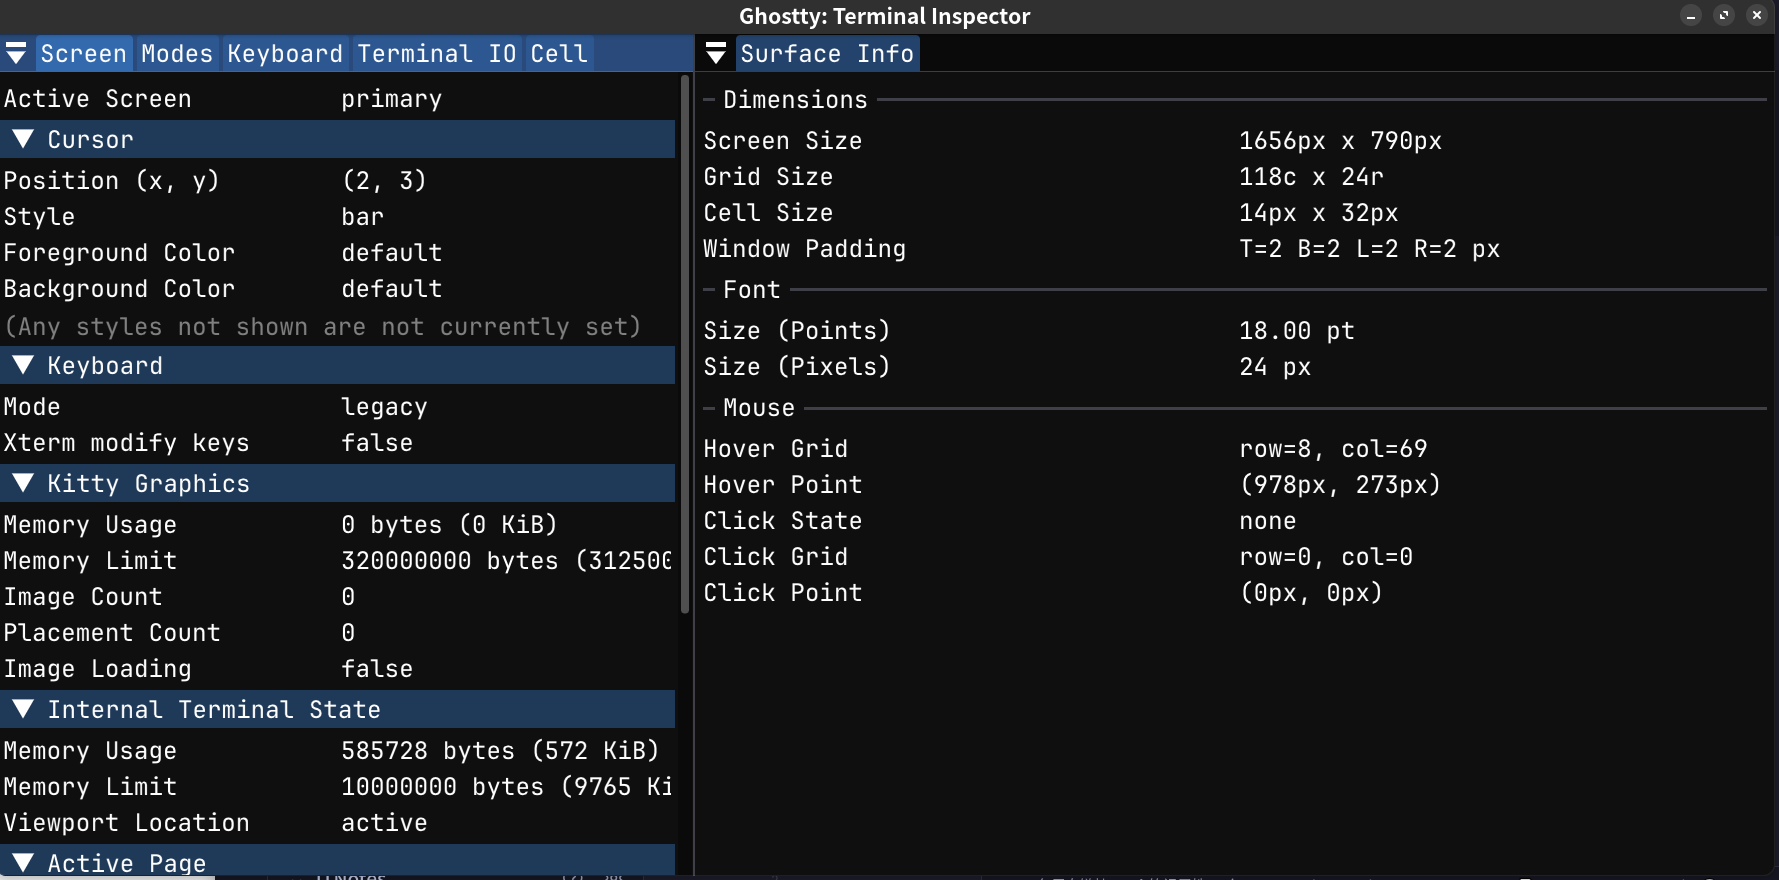 Ghostty: Terminal Inspector
Screen Modes Keyboard Terminal IO Cell
Active Screen primary
Cursor
Position (x, y) (2, 3)
Style bar
Foreground Color default
Background Color default
(Any styles not shown are not currently set)
Keyboard
Mode legacy
Xterm modify keys false
Kitty Graphics
Memory Usage 0 bytes (0 KiB)
Memory Limit 320000000 bytes (312500
Image Count 0
Placement Count 0
Image Loading false
Internal Terminal State
Memory Usage 585728 bytes (572 KiB)
Memory Limit 10000000 bytes (9765 Ki
Viewport Location active
Active Page
Surface Info
Dimensions
Screen Size 1656px x 790px
Grid Size 118c x 24r
Cell Size 14px x 32px
Window Padding T=2 B=2 L=2 R=2 px
Font
Size (Points) 18.00 pt
Size (Pixels) 24 px
Mouse
Hover Grid row=8, col=69
Hover Point (978px, 273px)
Click State none
Click Grid row=0, col=0
Click Point (0px, 0px)